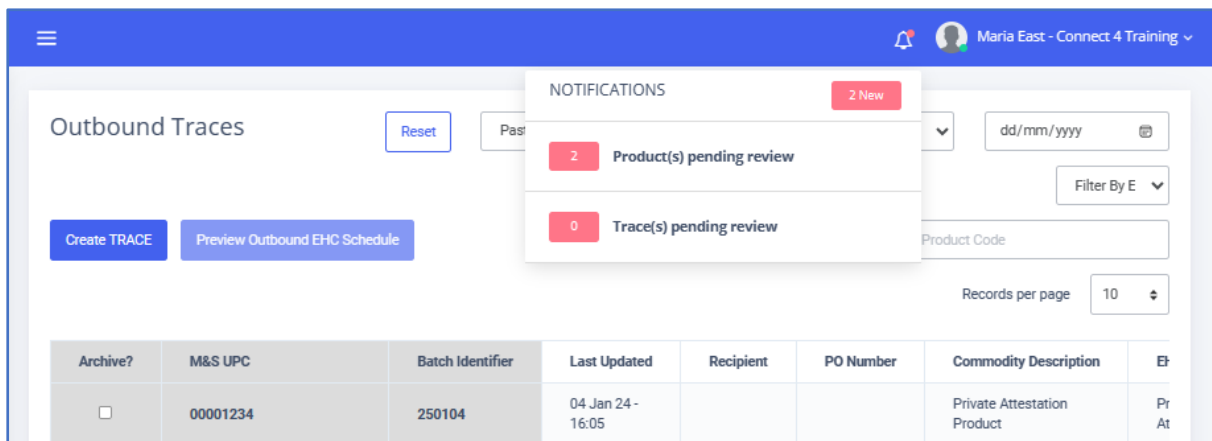 Maria East - Connect 4 Training
NOTIFICATIONS
2 New
Outbound Traces
Reset
Past
dd/mm/yyyy
2 Product(s) pending review
Filter By E
0 Trace(s) pending review
Create TRACE
Preview Outbound EHC Schedule
Product Code
Records per page 10
Archive? M&S UPC Batch Identifier Last Updated Recipient PO Number Commodity Description
00001234 250104 04 Jan 24 - Private Attestation Pr
16:05 Product At